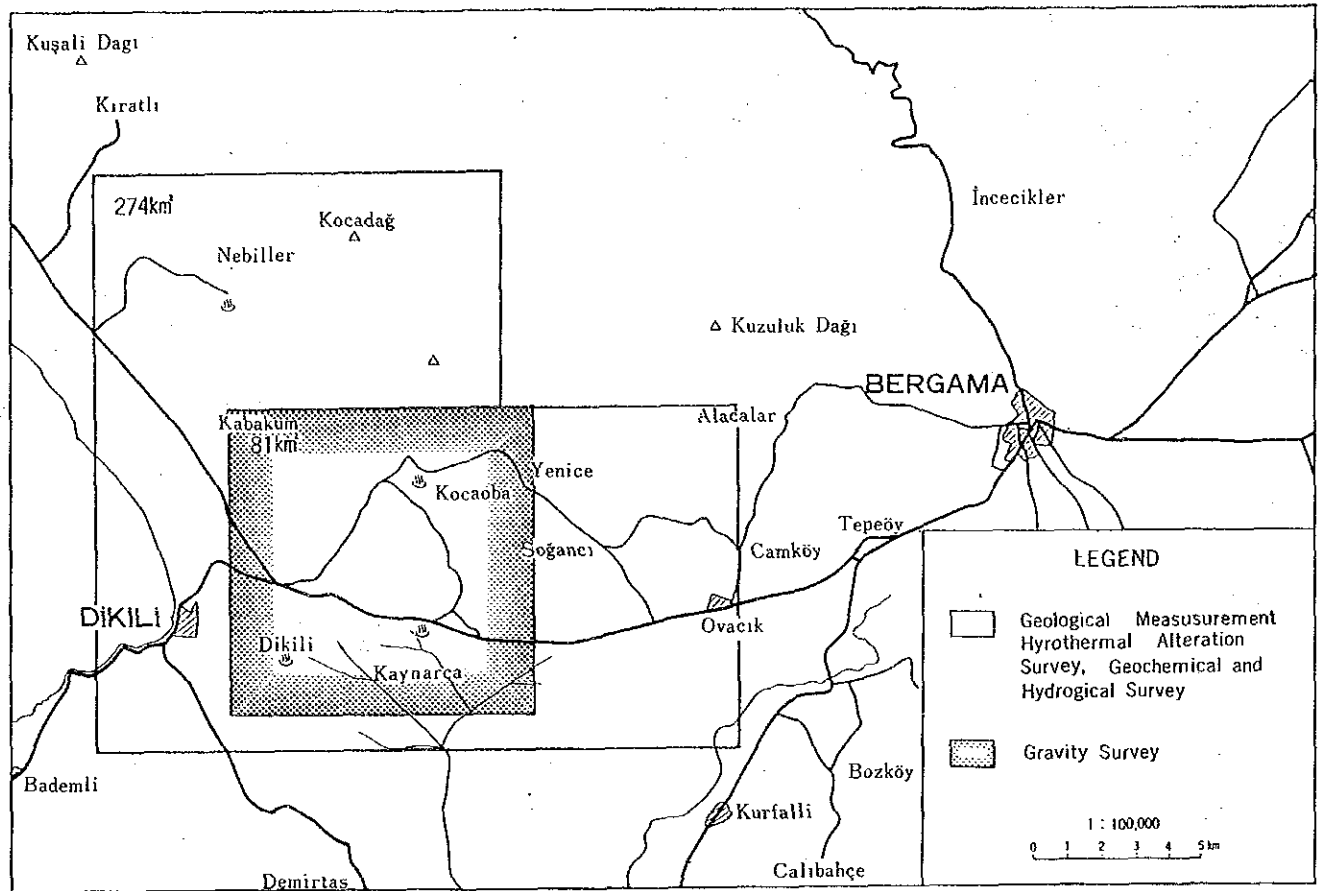 Kuşali Dagı
Kıratlı
274km²
Kocadağ
Nebiller
İncecikler
Kuzuluk Dağı
BERGAMA
Kabakum
81km²
Alacalar
Yenice
Kocaoba
Tepeöy
Soğancı
Camköy
DİKİLİ
Ovacık
Dikili
Kaynarca
Bademli
Bozköy
Kurfalli
Calıbahçe
Demirtaş
LEGEND
Geological Measusurement
Hyrothermal Alteration
Survey, Geochemical and
Hydrogical Survey
Gravity Survey
1 : 100,000
0 1 2 3 4 5 km